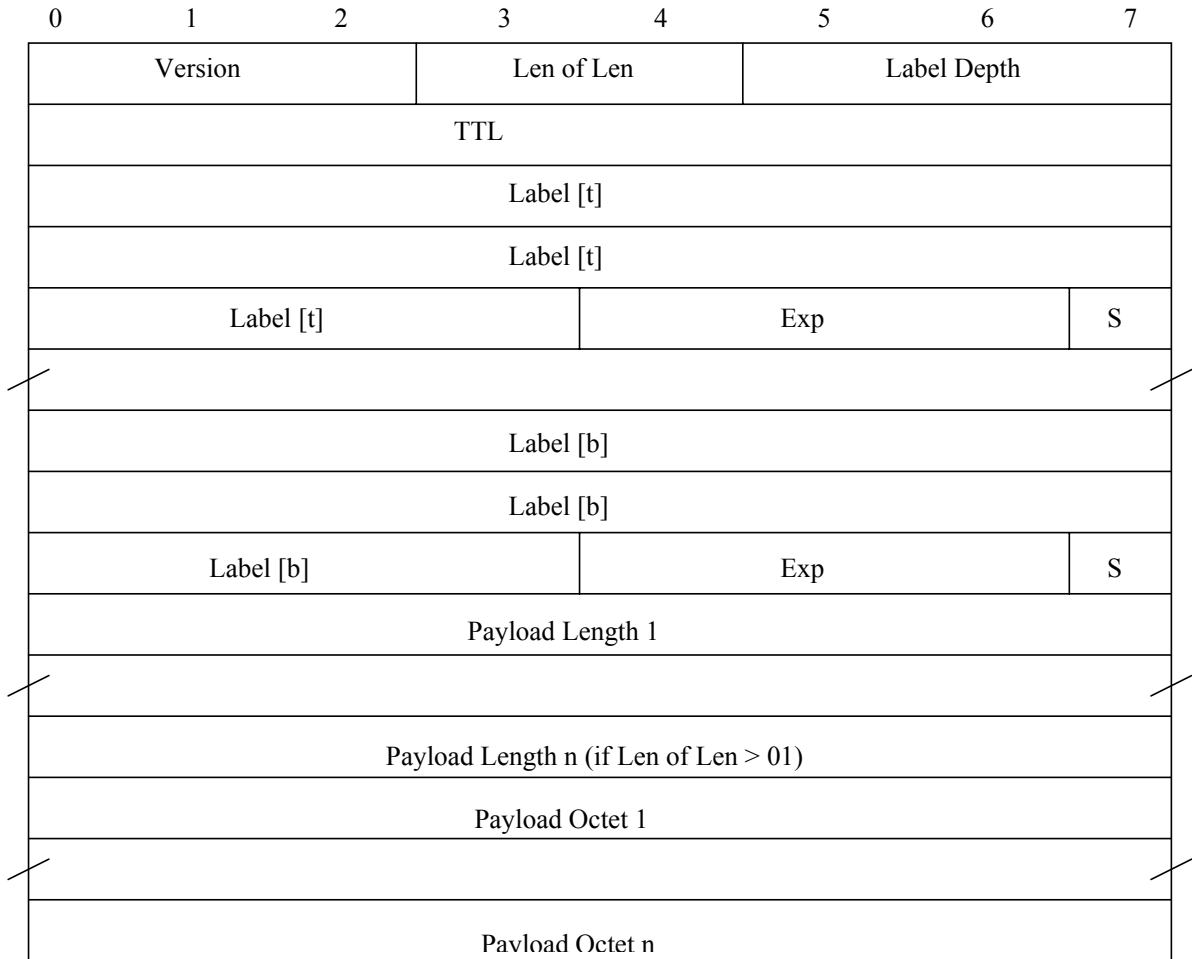 0 1 2 3 4 5 6 7
Version Len of Len Label Depth
TTL
Label [t]
Label [t]
Label [t] Exp S
Label [b]
Label [b]
Label [b] Exp S
Payload Length 1
Payload Length n (if Len of Len > 01)
Payload Octet 1
Payload Octet n